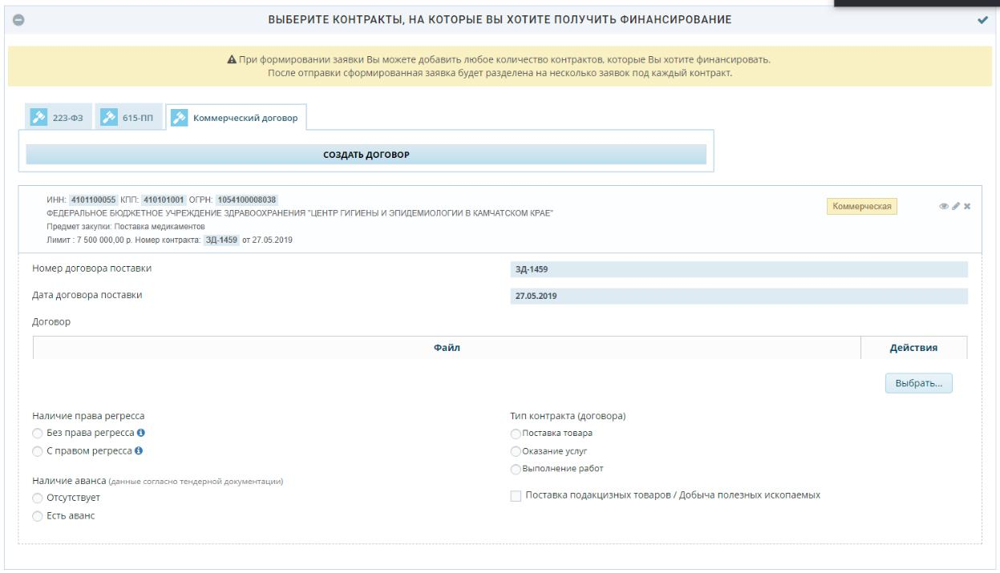 ВЫБЕРИТЕ КОНТРАКТЫ, НА КОТОРЫЕ ВЫ ХОТИТЕ ПОЛУЧИТЬ ФИНАНСИРОВАНИЕ
При формировании заявки Вы можете добавить любое количество контрактов, которые Вы хотите финансировать.
После отправки сформированная заявка будет разделена на несколько заявок под каждый контракт.
223-ФЗ 615-ПП Коммерческий договор
СОЗДАТЬ ДОГОВОР
ИНН: 4101100055 КПП: 410101001 ОГРН: 1054100008038
Коммерческая
ФЕДЕРАЛЬНОЕ БЮДЖЕТНОЕ УЧРЕЖДЕНИЕ ЗДРАВООХРАНЕНИЯ "ЦЕНТР ГИГИЕНЫ И ЭПИДЕМИОЛОГИИ В КАМЧАТСКОМ КРАЕ"
Предмет закупки: Поставка медикаментов
Лимит : 7 500 000,00 р. Номер контракта: ЗД-1459 от 27.05.2019
Номер договора поставки ЗД-1459
Дата договора поставки 27.05.2019
Договор
Файл Действия
Выбрать...
Наличие права регресса
Без права регресса
С правом регресса
Наличие аванса (данные согласно тендерной документации)
Отсутствует
Есть аванс
Тип контракта (договора)
Поставка товара
Оказание услуг
Выполнение работ
Поставка подакцизных товаров / Добыча полезных ископаемых